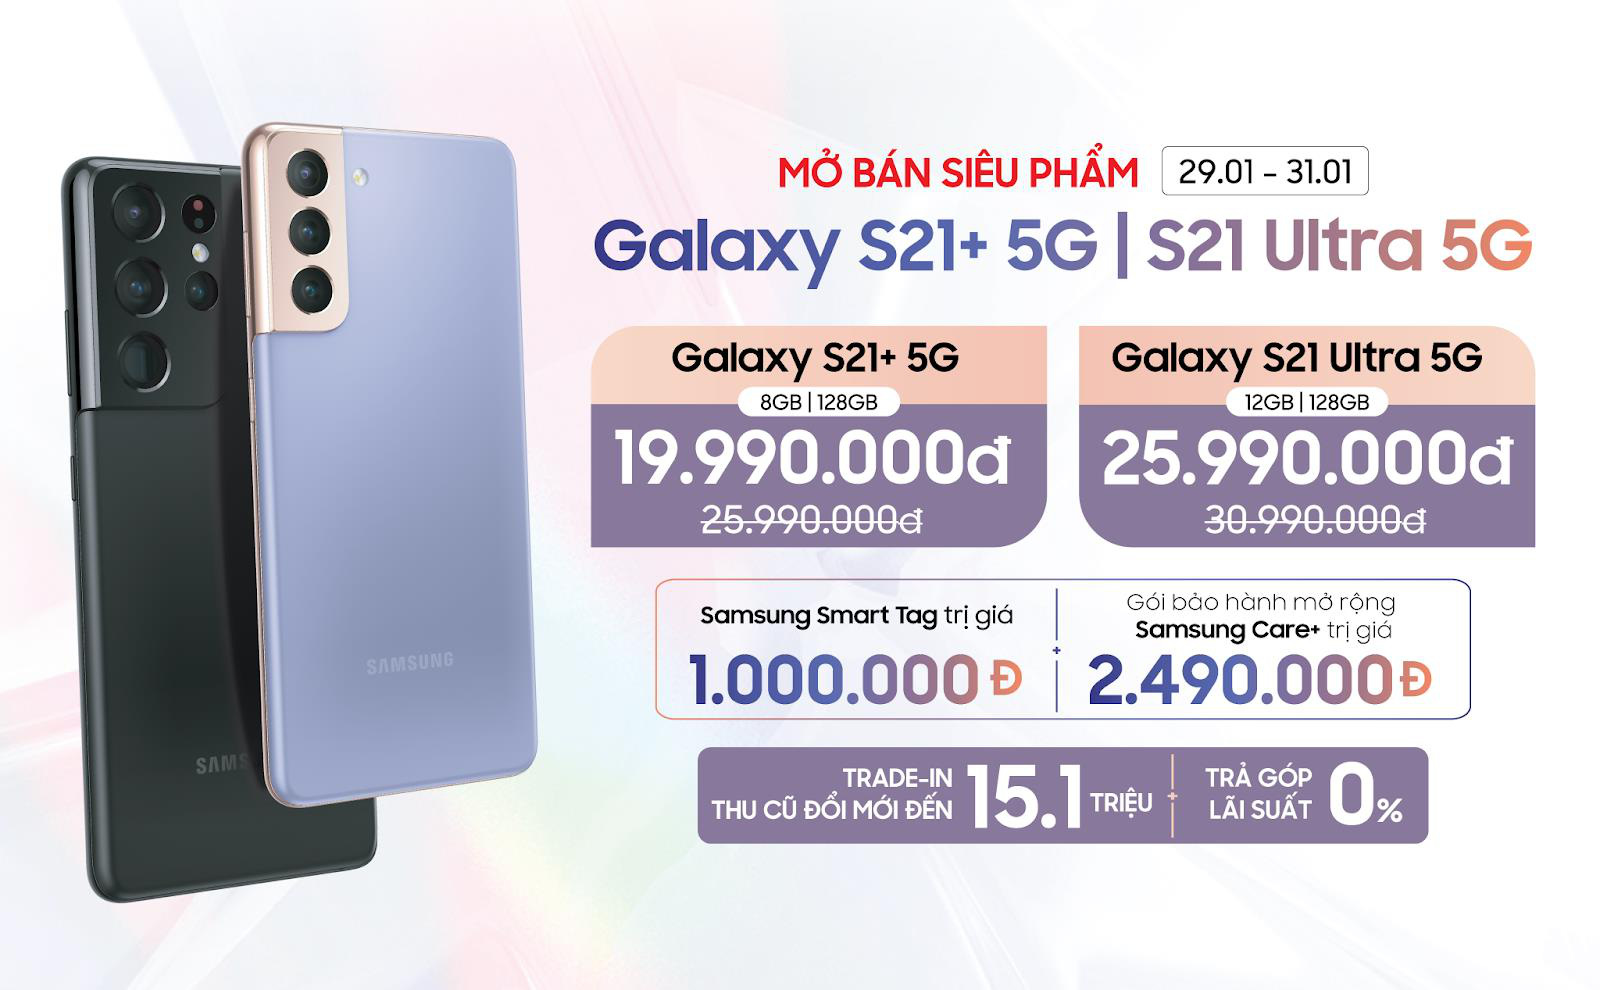 MỞ BÁN SIÊU PHẨM 29.01 - 31.01
Galaxy S21+ 5G | S21 Ultra 5G
Galaxy S21+ 5G
8GB | 128GB
19.990.000đ
25.990.000đ
Galaxy S21 Ultra 5G
12GB | 128GB
25.990.000đ
30.990.000đ
Samsung Smart Tag trị giá
1.000.000 Đ
+
Gói bảo hành mở rộng
Samsung Care+ trị giá
2.490.000 Đ
TRADE-IN
THU CŨ ĐỔI MỚI ĐẾN
15.1 TRIỆU
+
TRẢ GÓP
LÃI SUẤT
0%
SAMSUNG
SAMS